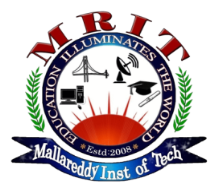 MRIT
EDUCATION ILLUMINATES THE WORLD
*Estd:2008*
Mallareddy Inst of Tech